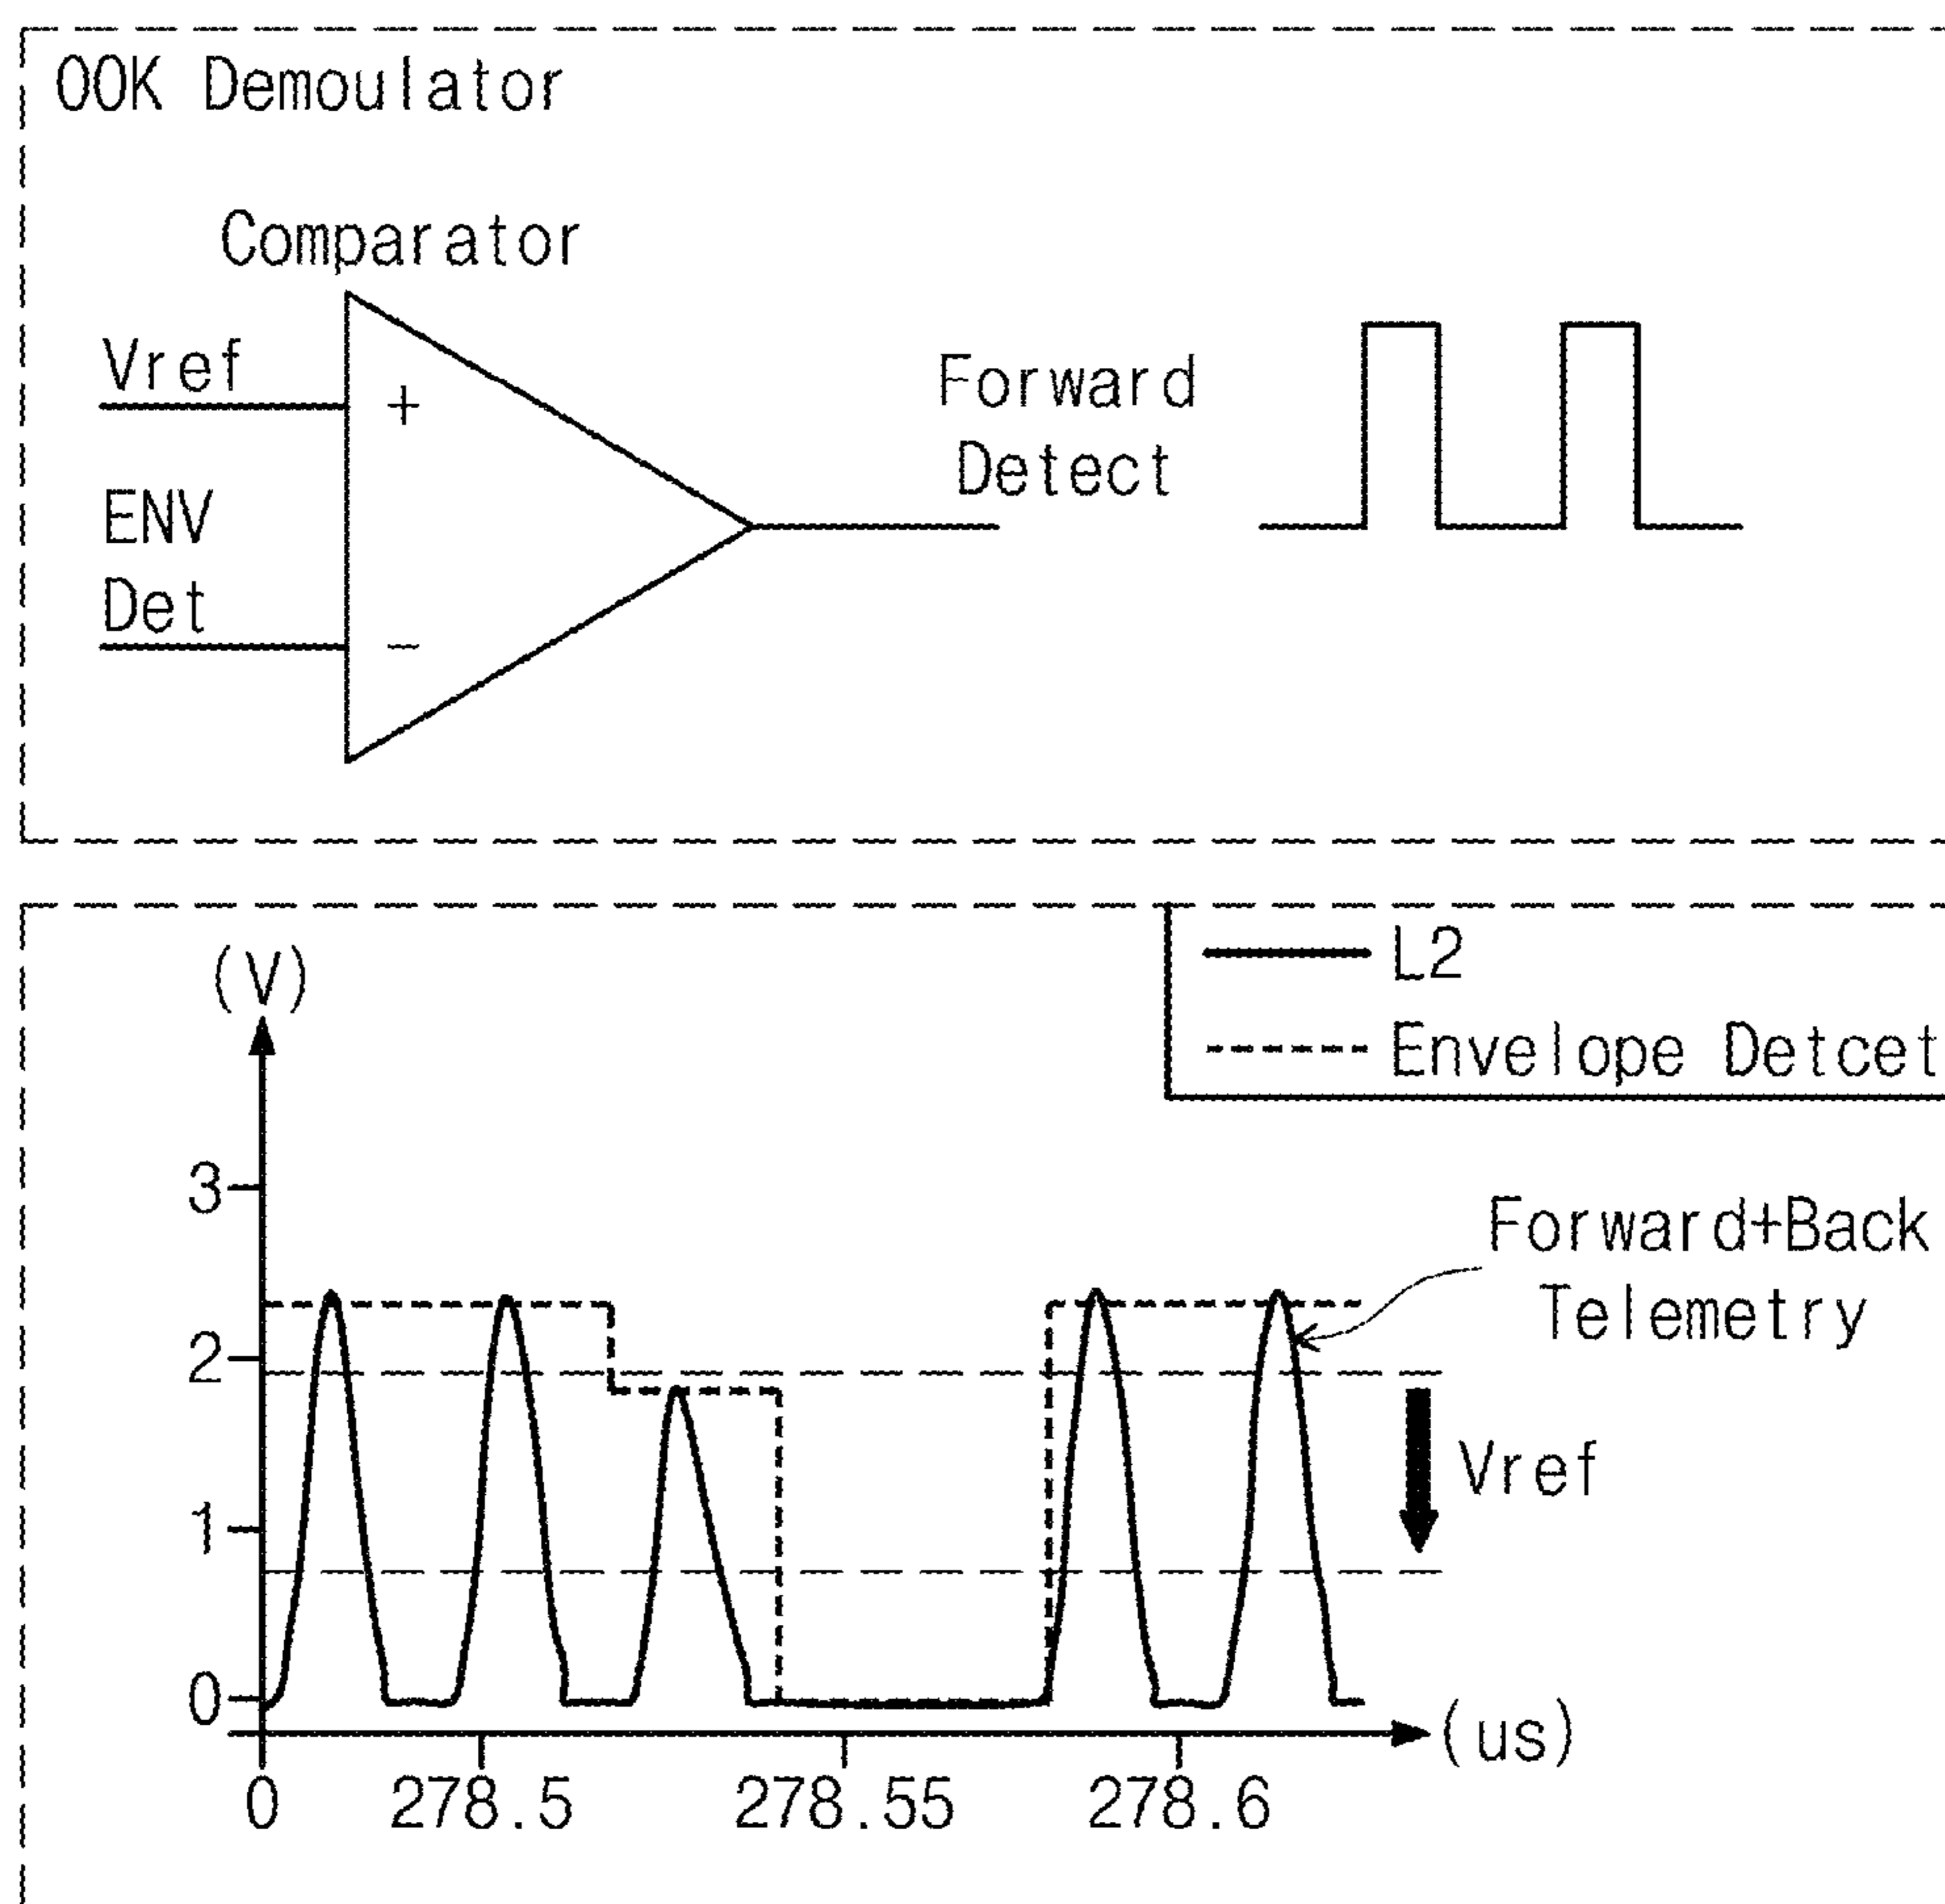 OOK Demoulator
Comparator
Vref
+
ENV
Det
−
Forward
Detect
L2
Envelope Detcet
(V)
3
2
1
0
Forward+Back
Telemetry
Vref
(us)
0
278.5
278.55
278.6